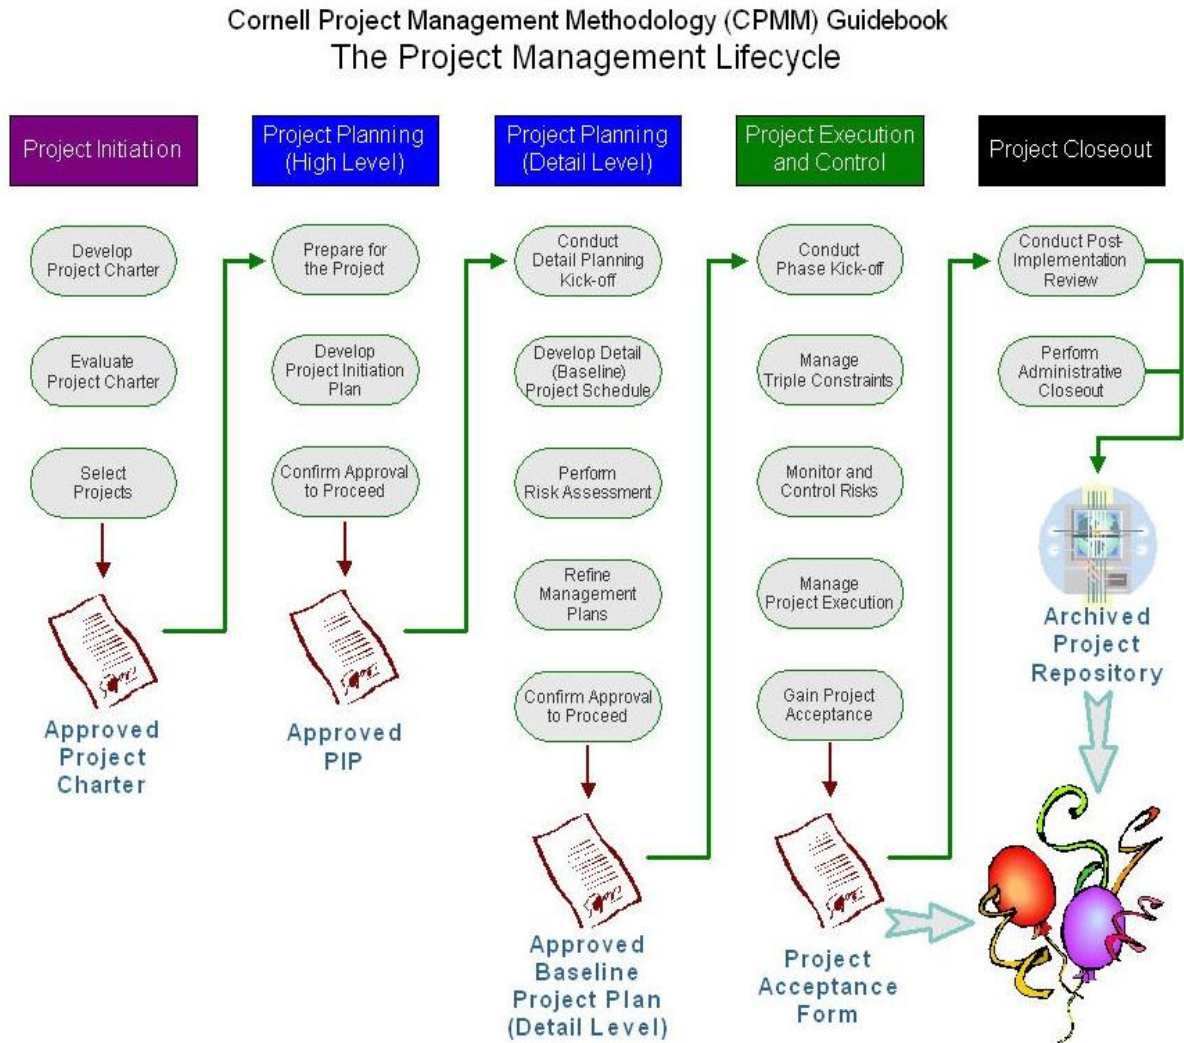 Cornell Project Management Methodology (CPMM) Guidebook
The Project Management Lifecycle
Project Initiation
Develop
Project Charter
Evaluate
Project Charter
Select
Projects
Approved
Project
Charter
Project Planning
(High Level)
Prepare for
the Project
Develop
Project Initiation
Plan
Confirm Approval
to Proceed
Approved
PIP
Project Planning
(Detail Level)
Conduct
Detail Planning
Kick-off
Develop Detail
(Baseline)
Project Schedule
Perform
Risk Assessment
Refine
Management
Plans
Confirm Approval
to Proceed
Approved
Baseline
Project Plan
(Detail Level)
Project Execution
and Control
Conduct
Phase Kick-off
Manage
Triple Constraints
Monitor and
Control Risks
Manage
Project Execution
Gain Project
Acceptance
Project
Acceptance
Form
Project Closeout
Conduct Post-
Implementation
Review
Perform
Administrative
Closeout
Archived
Project
Repository